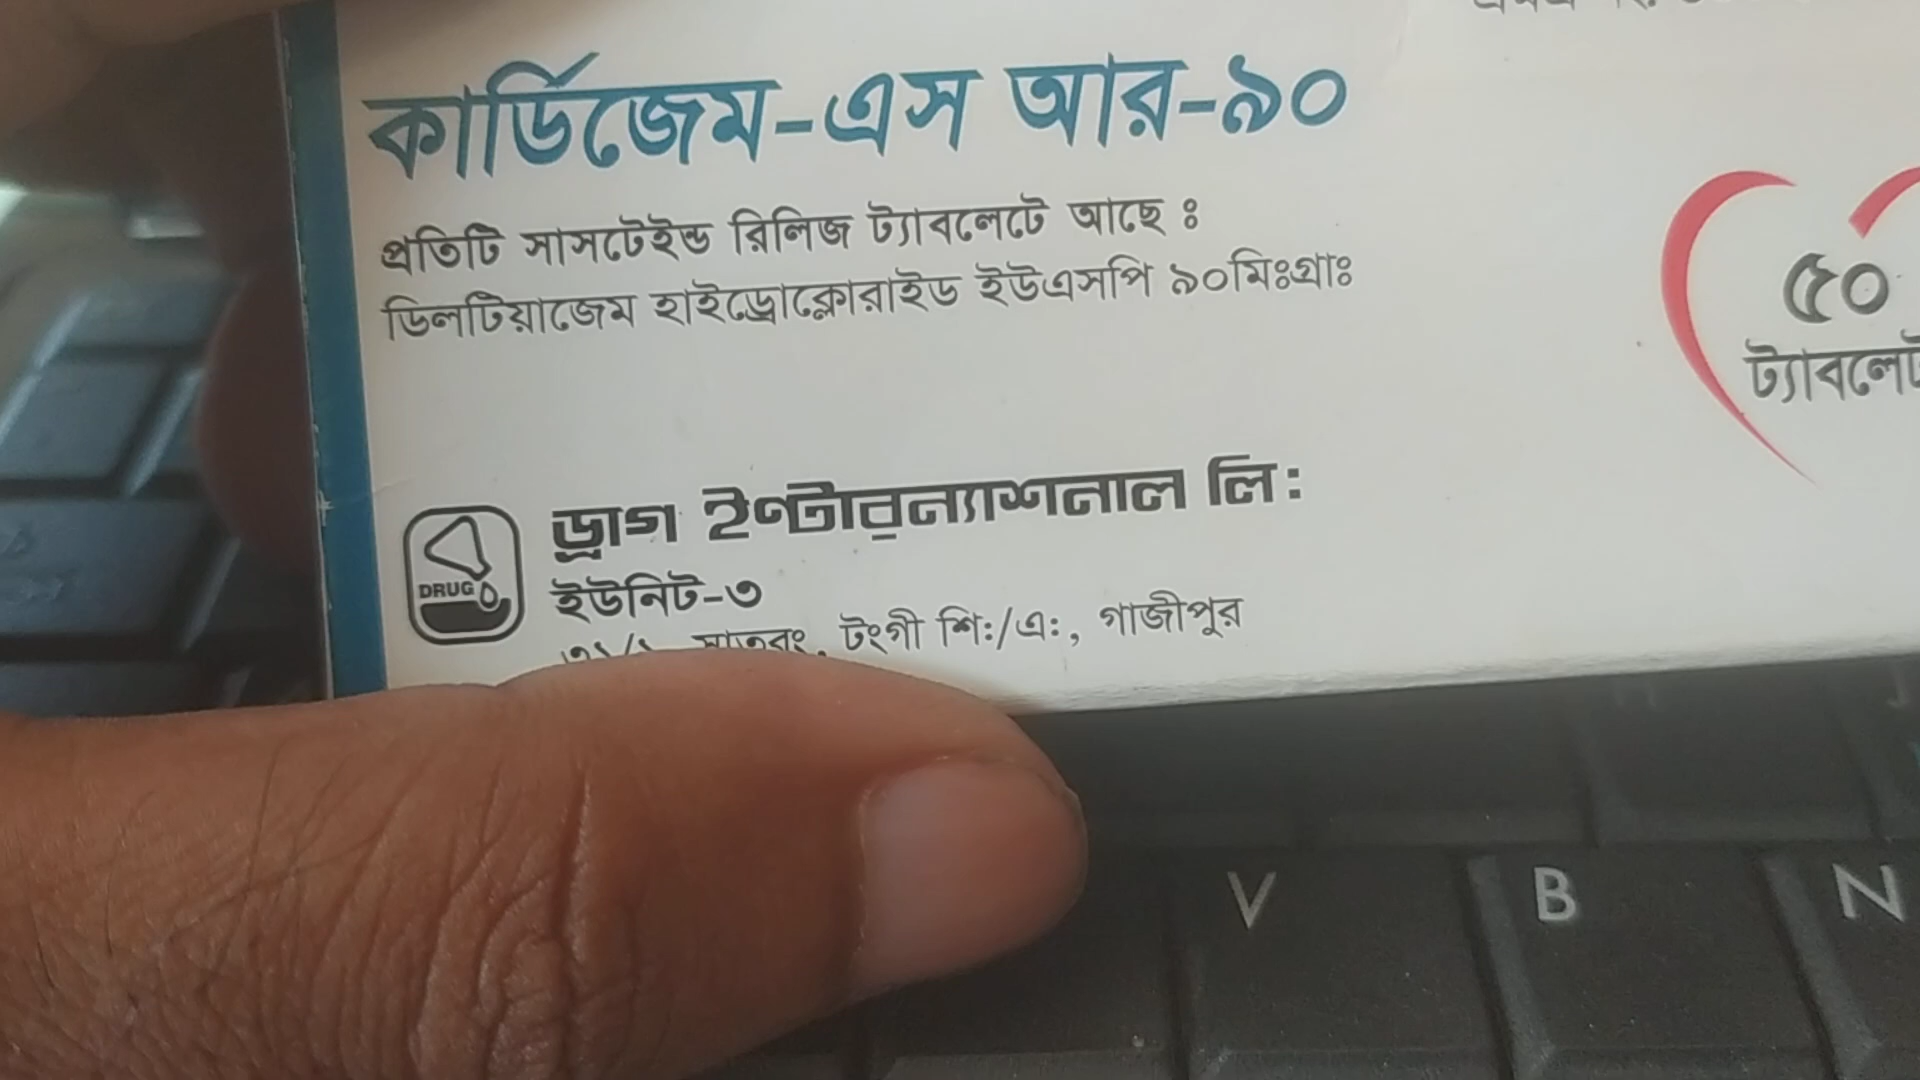 কার্ডিজেম-এস আর-৯০
প্রতিটি সাসটেইন্ড রিলিজ ট্যাবলেটে আছে ঃ
ডিলটিয়াজেম হাইড্রোক্লোরাইড ইউএসপি ৯০মিঃগ্রাঃ
৫০
ট্যাবলেট
DRUG
ড্রাগ ইণ্টারন্যাশনাল লি:
ইউনিট-৩
টংগী শি:/এ:, গাজীপুর
V B N